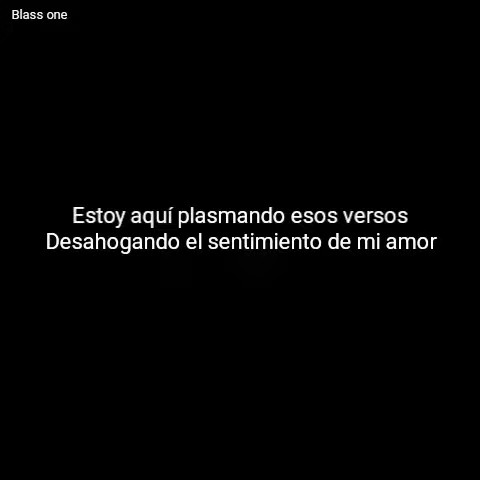 Blass one
Estoy aquí plasmando esos versos
Desahogando el sentimiento de mi amor